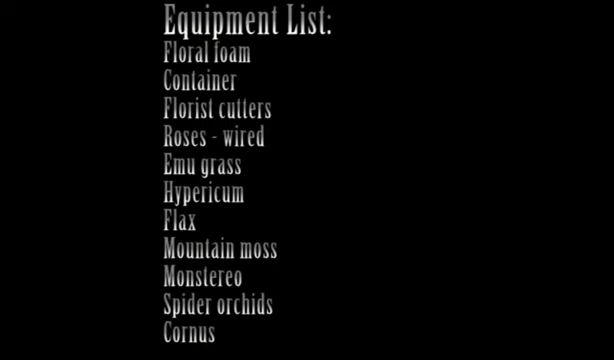 Equipment List:
Floral foam
Container
Florist cutters
Roses - wired
Emu grass
Hypericum
Flax
Mountain moss
Monstereo
Spider orchids
Cornus